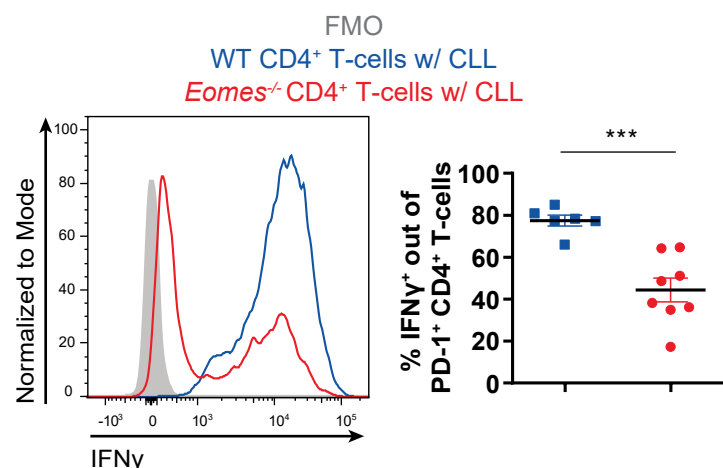 FMO
WT CD4⁺ T-cells w/ CLL
Eomes⁻/⁻ CD4⁺ T-cells w/ CLL
Normalized to Mode
100
80
60
40
20
0
-10³ 0 10³ 10⁴ 10⁵
IFNγ
***
% IFNγ⁺ out of
PD-1⁺ CD4⁺ T-cells
100
80
60
40
20
0